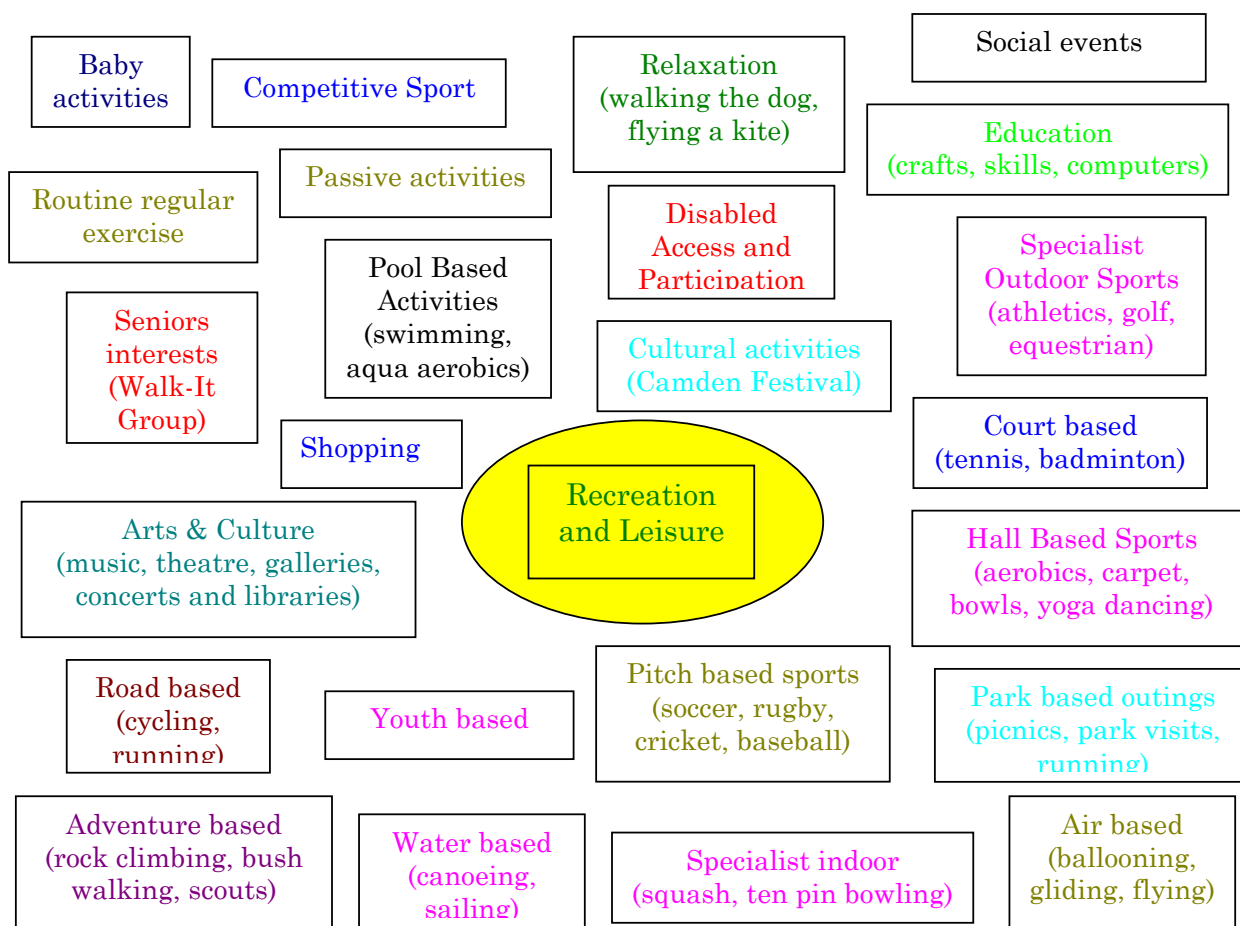 Baby
activities
Competitive Sport
Relaxation
(walking the dog,
flying a kite)
Social events
Education
(crafts, skills, computers)
Routine regular
exercise
Passive activities
Disabled
Access and
Participation
Specialist
Outdoor Sports
(athletics, golf,
equestrian)
Pool Based
Activities
(swimming,
aqua aerobics)
Seniors
interests
(Walk-It
Group)
Cultural activities
(Camden Festival)
Shopping
Court based
(tennis, badminton)
Recreation
and Leisure
Arts & Culture
(music, theatre, galleries,
concerts and libraries)
Hall Based Sports
(aerobics, carpet,
bowls, yoga dancing)
Road based
(cycling,
running)
Youth based
Pitch based sports
(soccer, rugby,
cricket, baseball)
Park based outings
(picnics, park visits,
running)
Adventure based
(rock climbing, bush
walking, scouts)
Water based
(canoeing,
sailing)
Specialist indoor
(squash, ten pin bowling)
Air based
(ballooning,
gliding, flying)